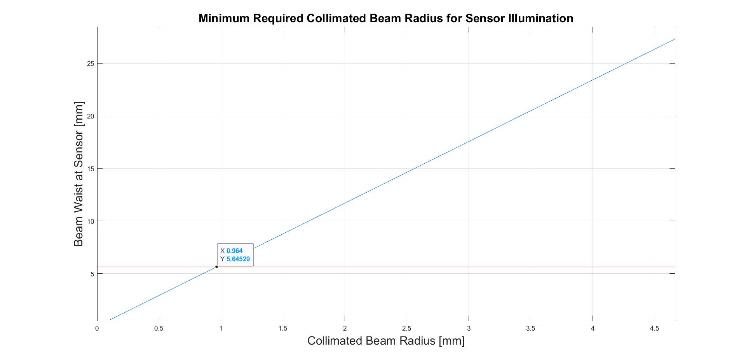 Minimum Required Collimated Beam Radius for Sensor Illumination
Beam Waist at Sensor [mm]
25
20
15
10
5
X 0.964
Y 5.64529
0 0.5 1 1.5 2 2.5 3 3.5 4 4.5
Collimated Beam Radius [mm]